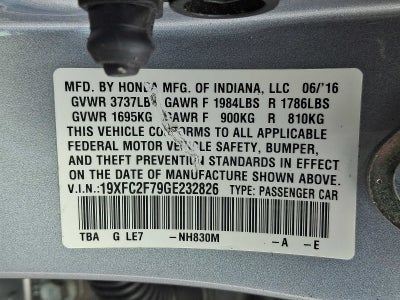 MFD. BY HONDA MFG. OF INDIANA, LLC 06/'16
GVWR 3737LB GAWR F 1984LBS R 1786LBS
GVWR 1695KG GAWR F 900KG R 810KG
THIS VEHICLE CONFORMS TO ALL APPLICABLE
FEDERAL MOTOR VEHICLE SAFETY, BUMPER,
AND THEFT PREVENTION STANDARDS IN EFFECT
ON THE DATE OF MANUFACTURE SHOWN ABOVE.
V.I.N.:19XFC2F79GE232826 TYPE: PASSENGER CAR
TBA G LE7 -NH830M -A -E